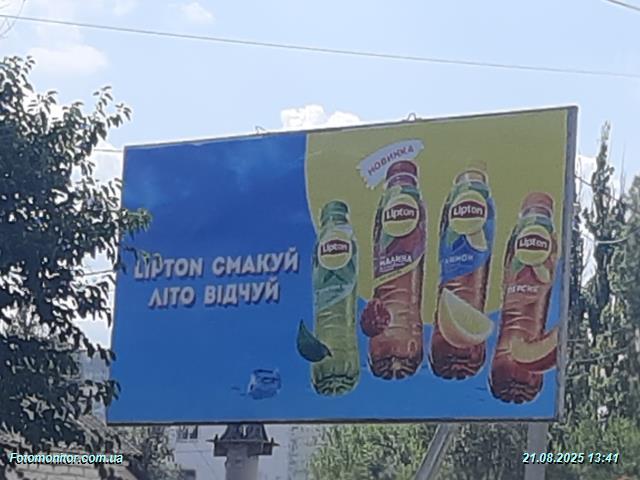 НОВИНКА
LIPTON СМАКУЙ
ЛІТО ВІДЧУЙ
Lipton
Lipton
Lipton
Lipton
МАЛИНА
ЛИМОН
ПЕРСИК
Fotomonitor.com.ua
21.08.2025 13:41